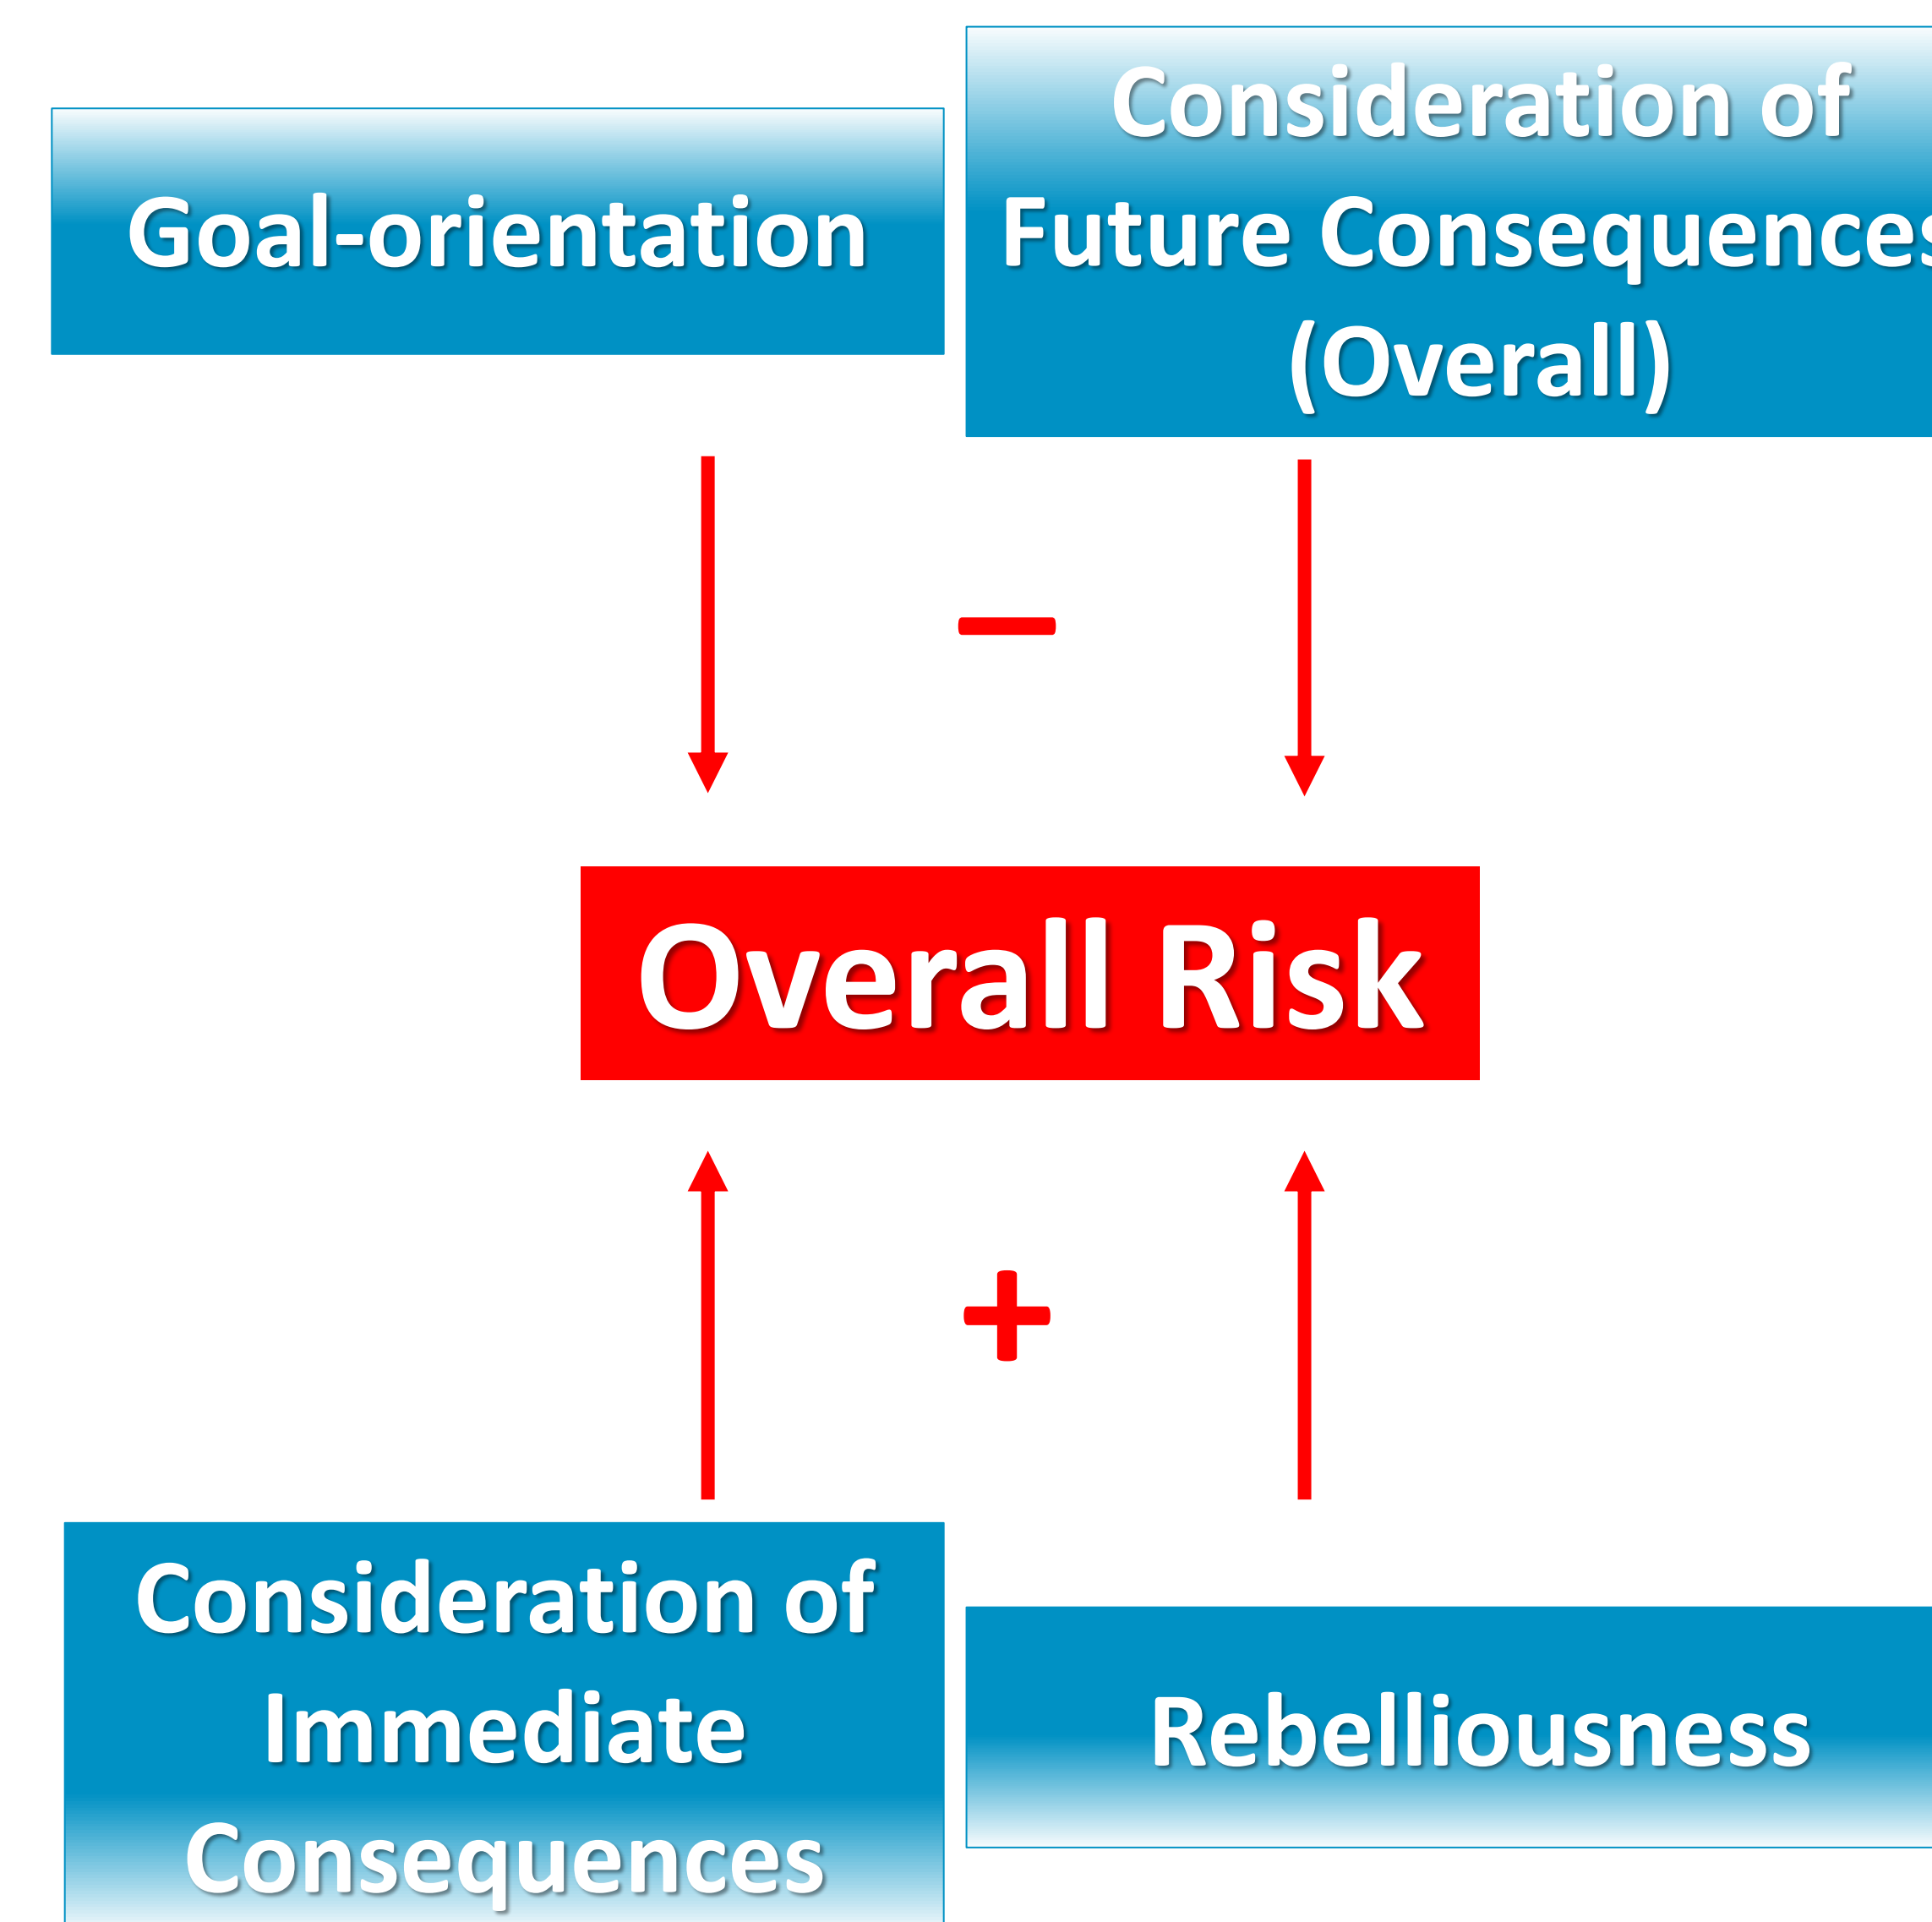 Goal-orientation
Consideration of
Future Consequences
(Overall)
–
Overall Risk
+
Consideration of
Immediate
Consequences
Rebelliousness